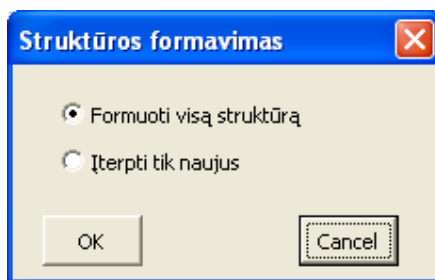 Struktūros formavimas
Formuoti visą struktūrą
Įterpti tik naujus
OK
Cancel